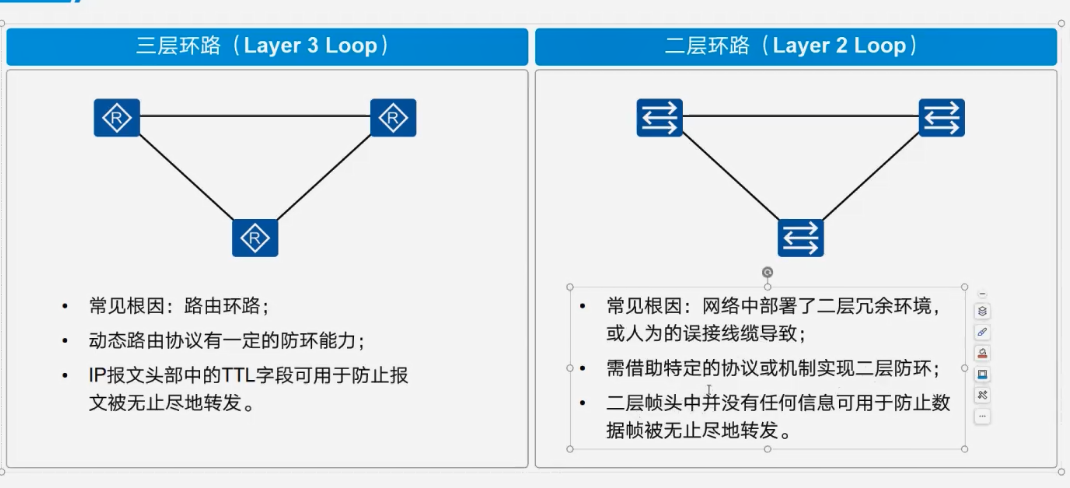 三层环路（Layer 3 Loop）
R
R
R
• 常见根因：路由环路；
• 动态路由协议有一定的防环能力；
• IP报文头部中的TTL字段可用于防止报
文被无止尽地转发。
二层环路（Layer 2 Loop）
• 常见根因：网络中部署了二层冗余环境，
或人为的误接线缆导致；
• 需借助特定的协议或机制实现二层防环；
• 二层帧头中并没有任何信息可用于防止数
据帧被无止尽地转发。